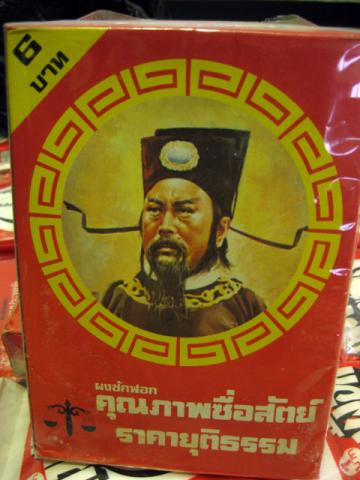 6
บาท
ผงซักฟอก
คุณภาพซื่อสัตย์
ราคายุติธรรม